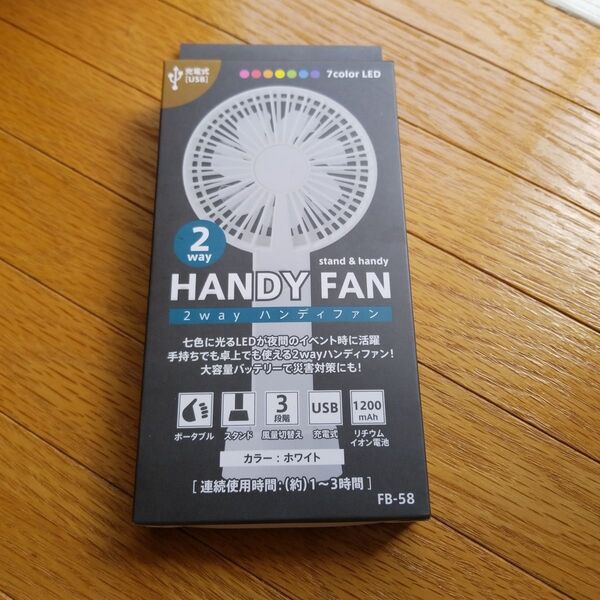 充電式
[USB]
7color LED
2
way
stand & handy
HANDY FAN
2way ハンディファン
七色に光るLEDが夜間のイベント時に活躍
手持ちでも卓上でも使える2wayハンディファン!
大容量バッテリーで災害対策にも!
ポータブル
スタンド
3
段階
風量切替え
USB
充電式
1200
mAh
リチウム
イオン電池
カラー:ホワイト
[連続使用時間:(約)1~3時間]
FB-58